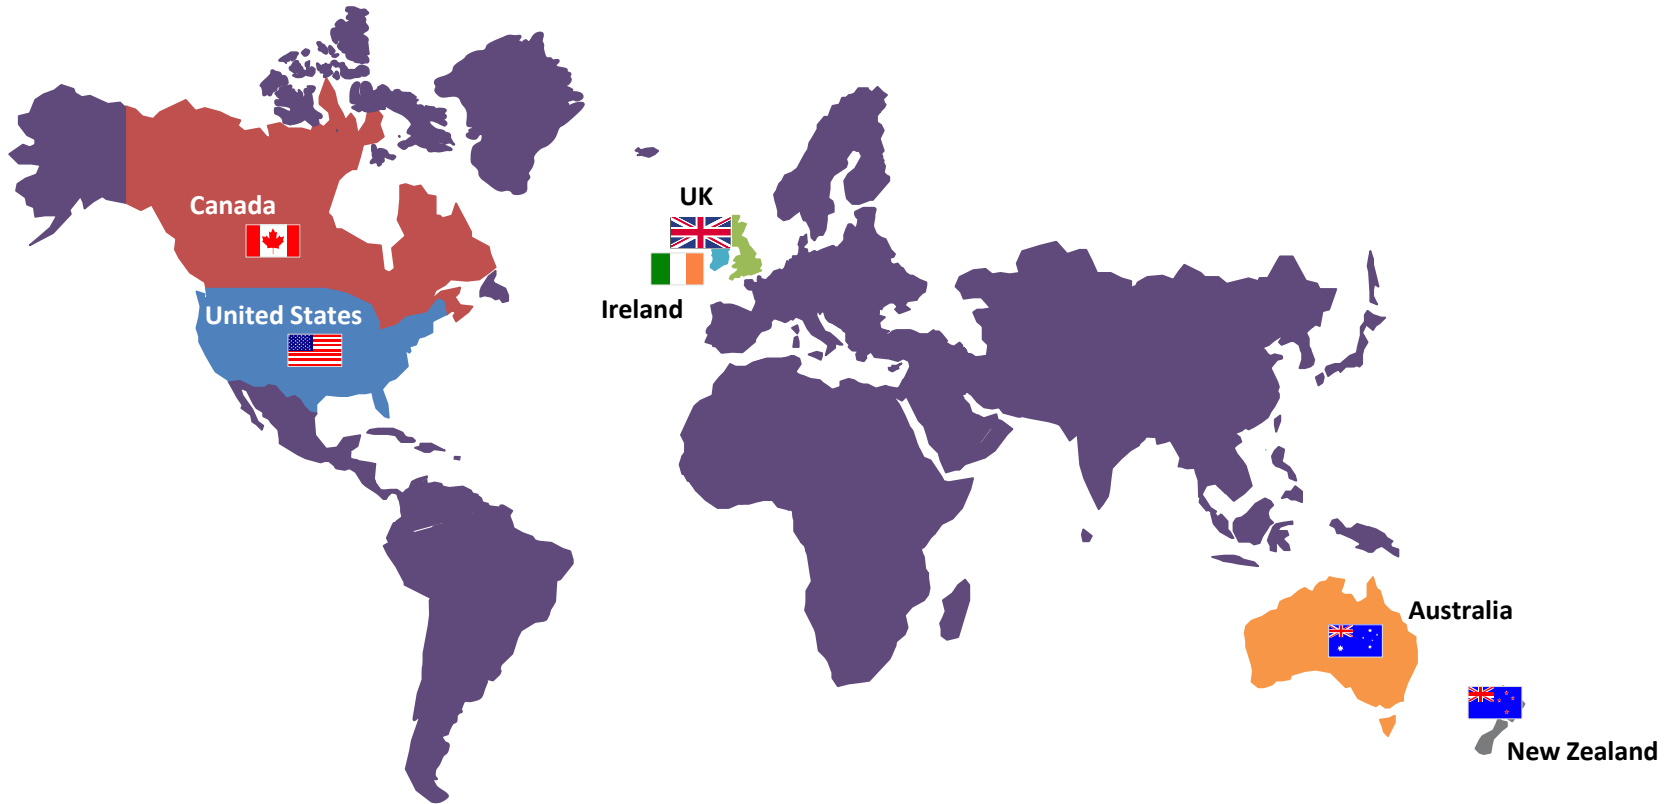 UK
Canada
Ireland
United States
Australia
New Zealand